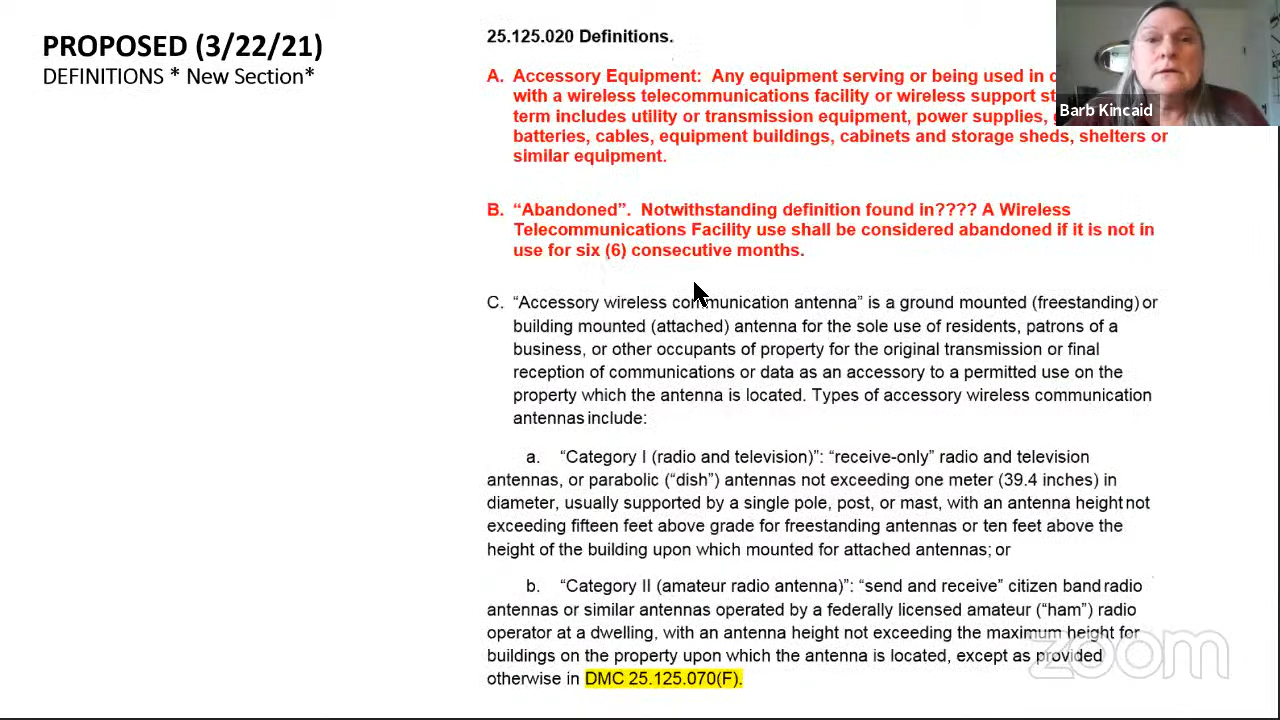 PROPOSED (3/22/21)
DEFINITIONS * New Section*
25.125.020 Definitions.
A. Accessory Equipment: Any equipment serving or being used in
with a wireless telecommunications facility or wireless support
term includes utility or transmission equipment, power supplies,
batteries, cables, equipment buildings, cabinets and storage sheds, shelters or
similar equipment.
B. “Abandoned”. Notwithstanding definition found in???? A Wireless
Telecommunications Facility use shall be considered abandoned if it is not in
use for six (6) consecutive months.
C. “Accessory wireless communication antenna” is a ground mounted (freestanding) or
building mounted (attached) antenna for the sole use of residents, patrons of a
business, or other occupants of property for the original transmission or final
reception of communications or data as an accessory to a permitted use on the
property which the antenna is located. Types of accessory wireless communication
antennas include:
a. “Category I (radio and television)”: “receive-only” radio and television
antennas, or parabolic (“dish”) antennas not exceeding one meter (39.4 inches) in
diameter, usually supported by a single pole, post, or mast, with an antenna height not
exceeding fifteen feet above grade for freestanding antennas or ten feet above the
height of the building upon which mounted for attached antennas; or
b. “Category II (amateur radio antenna)”: “send and receive” citizen band radio
antennas or similar antennas operated by a federally licensed amateur (“ham”) radio
operator at a dwelling, with an antenna height not exceeding the maximum height for
buildings on the property upon which the antenna is located, except as provided
otherwise in DMC 25.125.070(F).
Barb Kincaid
zoom